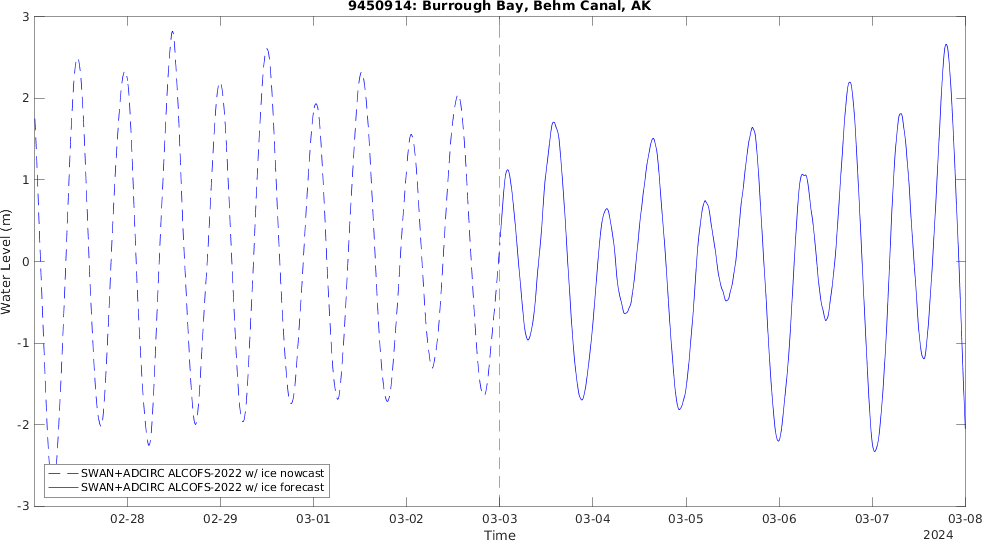 9450914: Burrough Bay, Behm Canal, AK
Water Level (m)
3
2
1
0
-1
-2
-3
SWAN+ADCIRC ALCOFS-2022 w/ ice nowcast
SWAN+ADCIRC ALCOFS-2022 w/ ice forecast
02-28 02-29 03-01 03-02 03-03 03-04 03-05 03-06 03-07 03-08
Time
2024